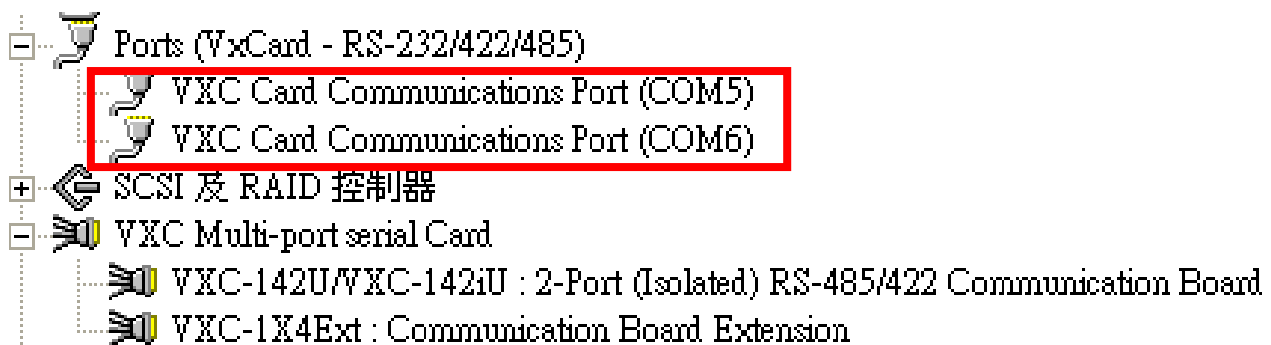 Ports (VxCard - RS-232/422/485)
VXC Card Communications Port (COM5)
VXC Card Communications Port (COM6)
SCSI 及 RAID 控制器
VXC Multi-port serial Card
VXC-142U/VXC-142iU : 2-Port (Isolated) RS-485/422 Communication Board
VXC-1X4Ext : Communication Board Extension